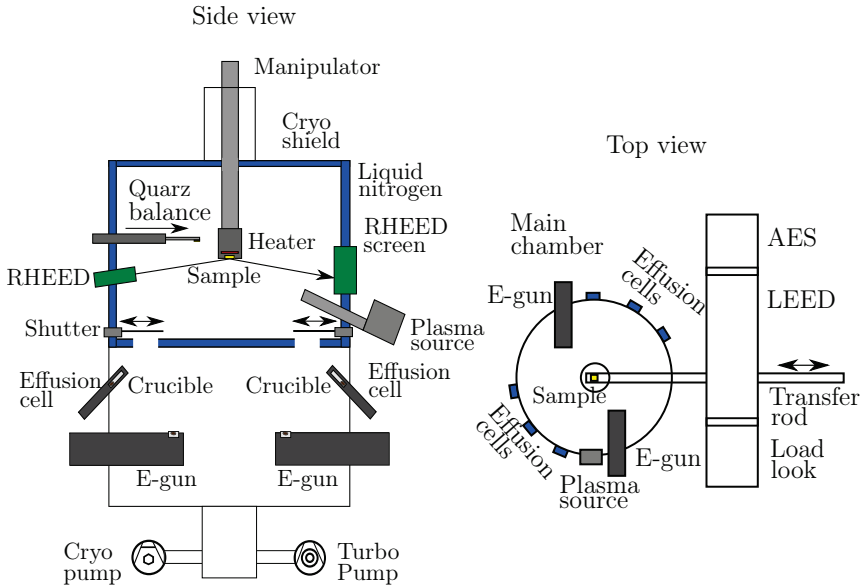 Side view
Manipulator
Cryo
shield
Liquid
nitrogen
Quarz
balance
RHEED
screen
Heater
RHEED
Sample
Shutter
Plasma
source
Effusion
cell
Crucible
Crucible
Effusion
cell
E-gun
E-gun
Cryo
pump
Turbo
Pump
Top view
Main
chamber
AES
Effusion
cells
E-gun
LEED
Sample
Transfer
rod
Effusion
cells
E-gun
Load
look
Plasma
source